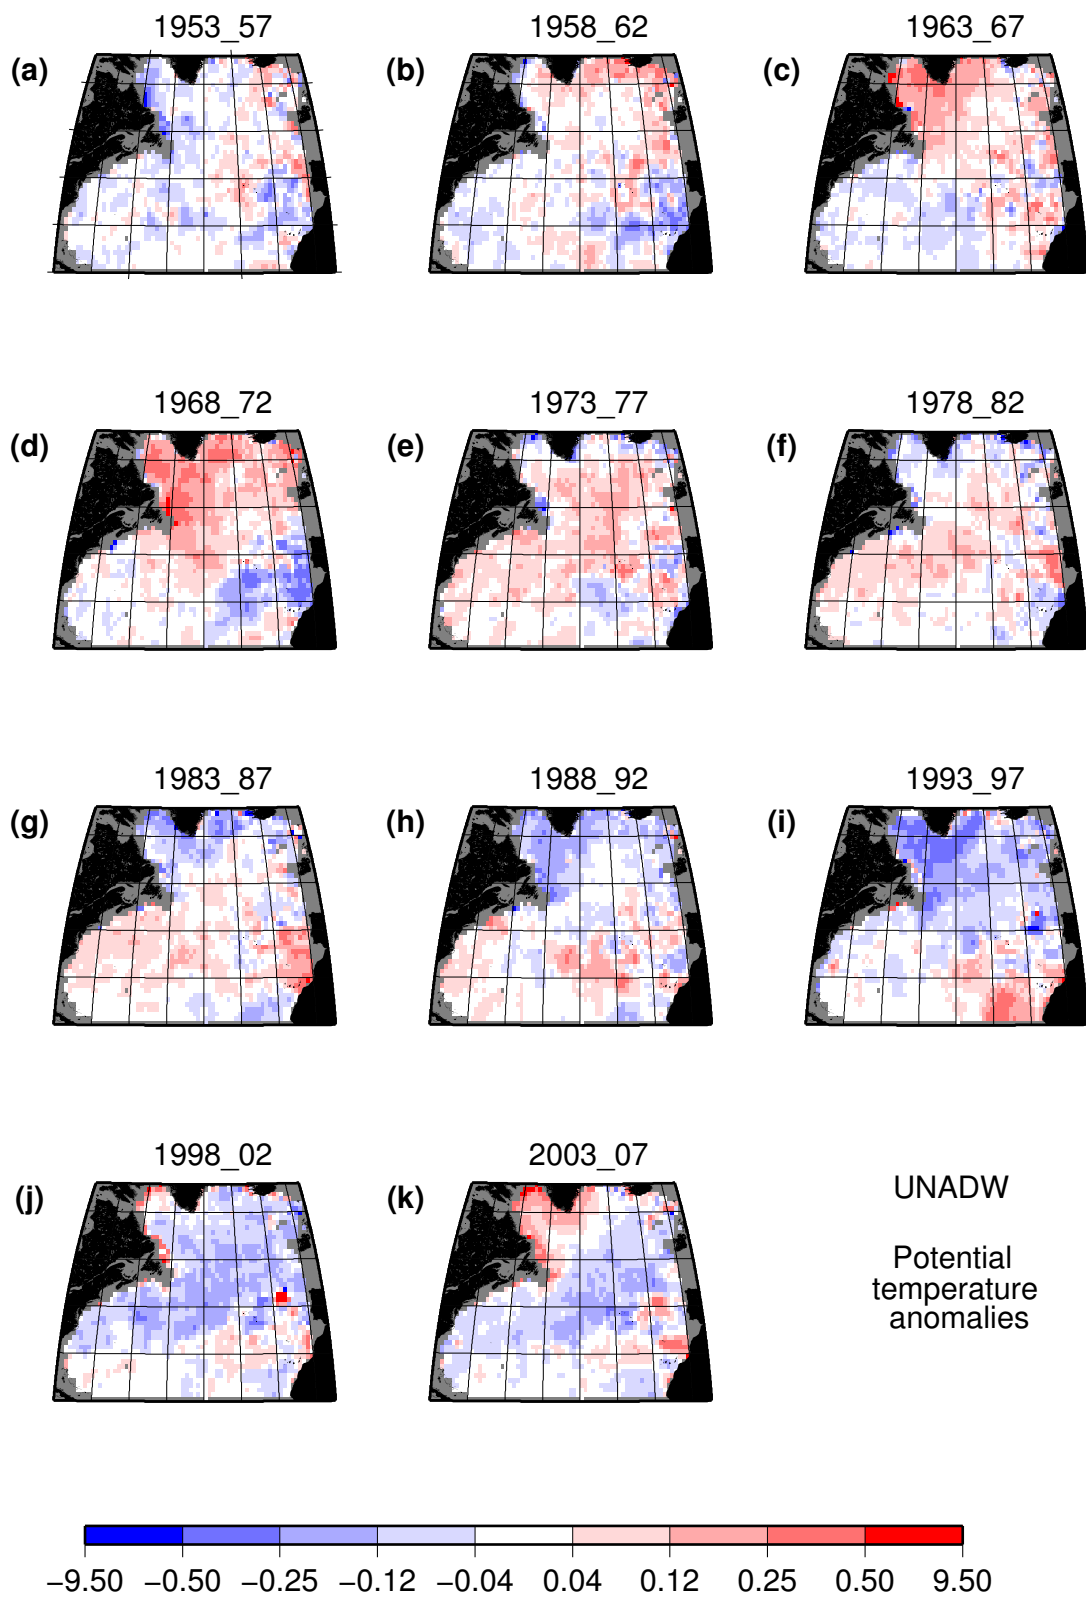 1953_57 1958_62 1963_67
(a) (b) (c)
1968_72 1973_77 1978_82
(d) (e) (f)
1983_87 1988_92 1993_97
(g) (h) (i)
1998_02 2003_07
(j) (k)
UNADW
Potential
temperature
anomalies
−9.50 −0.50 −0.25 −0.12 −0.04 0.04 0.12 0.25 0.50 9.50